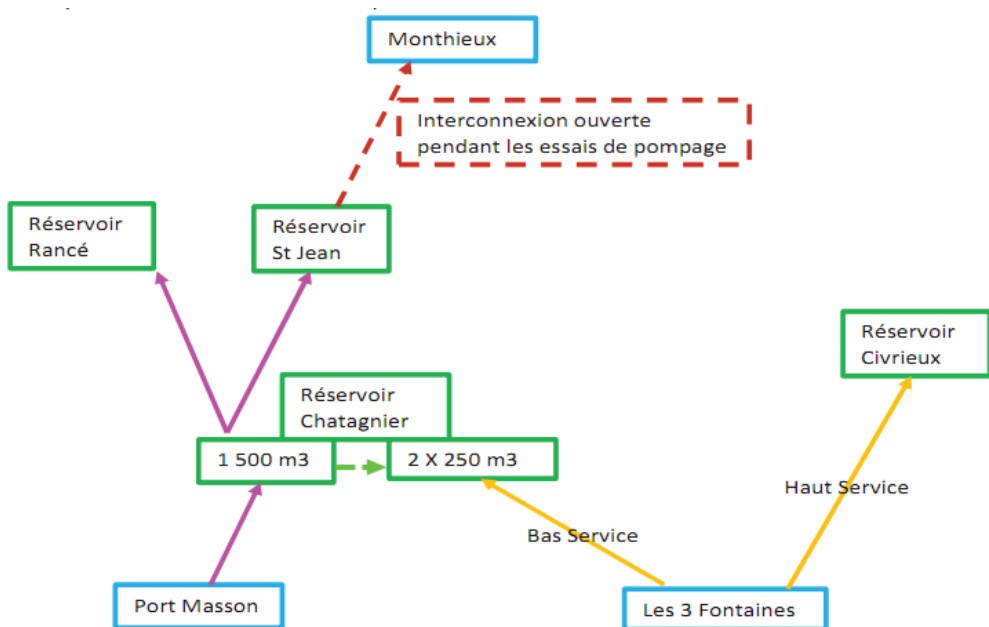 Monthieux
Interconnexion ouverte
pendant les essais de pompage
Réservoir
Rancé
Réservoir
St Jean
Réservoir
Civrieux
Réservoir
Chatagnier
1 500 m3
2 X 250 m3
Haut Service
Bas Service
Port Masson
Les 3 Fontaines